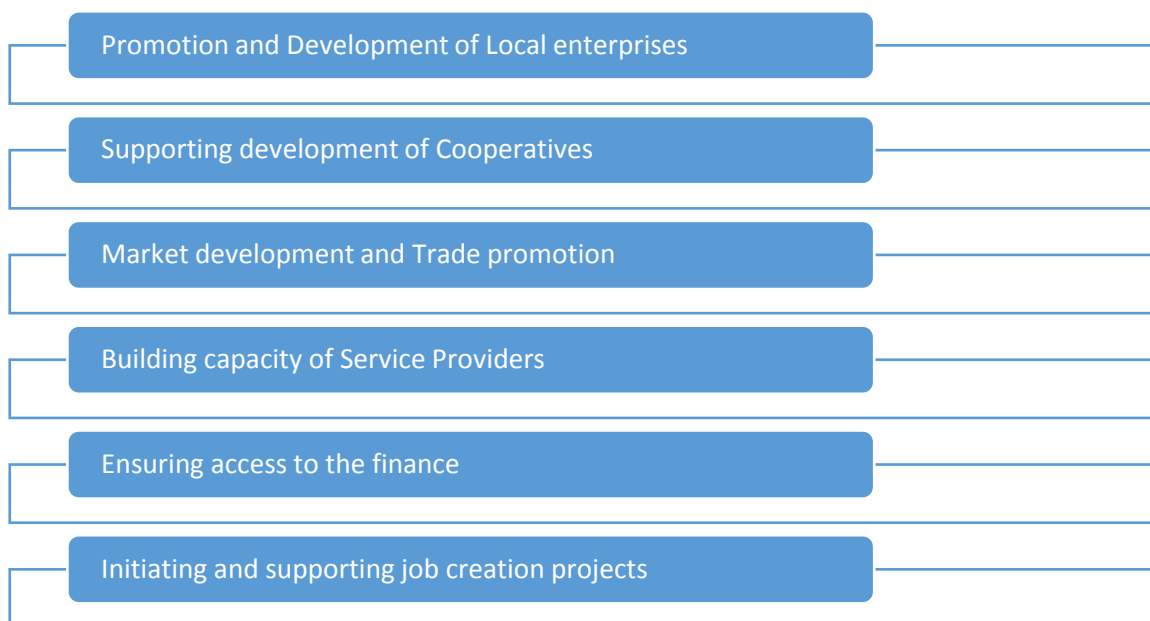 Promotion and Development of Local enterprises
Supporting development of Cooperatives
Market development and Trade promotion
Building capacity of Service Providers
Ensuring access to the finance
Initiating and supporting job creation projects